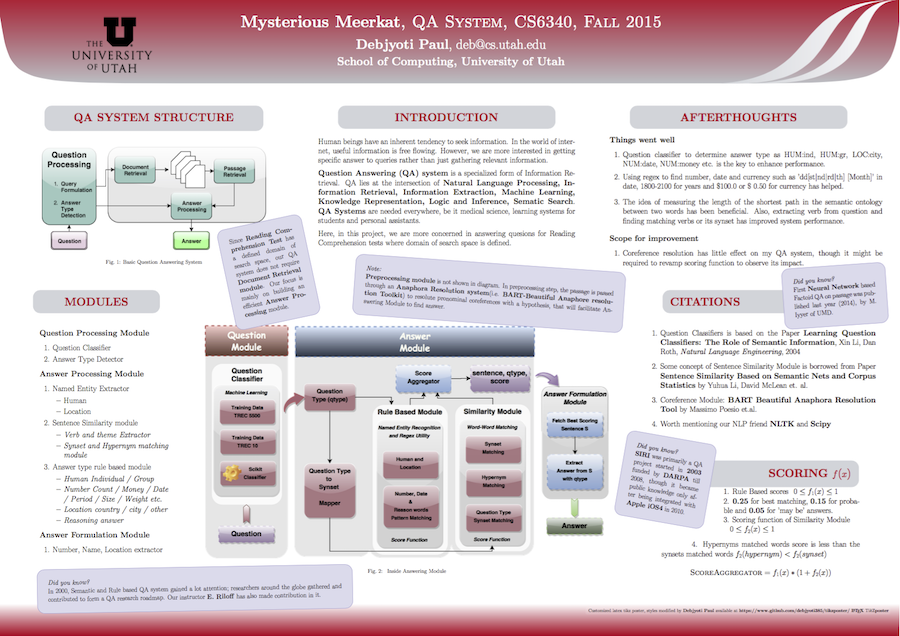 THE
UNIVERSITY
OF UTAH
Mysterious Meerkat, QA System, CS6340, Fall 2015
Debjyoti Paul, deb@cs.utah.edu
School of Computing, University of Utah
QA SYSTEM STRUCTURE
Question
Processing
1. Query
Formulation
2. Answer
Type
Detection
Document
Retrieval
Passage
Retrieval
Answer
Processing
Question
Answer
Fig. 1: Basic Question Answering System
Since Reading Com-
prehension Test has
a defined domain of
search space, our QA
system does not require
Document Retrieval
module. Our focus is
mainly on building an
efficient Answer Pro-
cessing module.
MODULES
Question Processing Module
1. Question Classifier
2. Answer Type Detector
Answer Processing Module
1. Named Entity Extractor
– Human
– Location
2. Sentence Similarity module
– Verb and theme Extractor
– Synset and Hypernym matching
module
3. Answer type rule based module
– Human Individual / Group
– Number Count / Money / Date
/ Period / Size / Weight etc.
– Location country / city / other
– Reasoning answer
Answer Formulation Module
1. Number, Name, Location extractor
Did you know?
In 2000, Semantic and Rule based QA system gained a lot attention; researchers around the globe gathered and
contributed to form a QA research roadmap. Our instructor E. Riloff has also made contribution in it.
INTRODUCTION
Human beings have an inherent tendency to seek information. In the world of inter-
net, useful information is free flowing. However, we are more interested in getting
specific answer to queries rather than just gathering relevant information.
Question Answering (QA) system is a specialized form of Information Re-
trieval. QA lies at the intersection of Natural Language Processing, In-
formation Retrieval, Information Extraction, Machine Learning,
Knowledge Representation, Logic and Inference, Sematic Search.
QA Systems are needed everywhere, be it medical science, learning systems for
students and personal assistants.
Here, in this project, we are more concerned in answering quesions for Reading
Comprehension tests where domain of search space is defined.
Note:
Preprocessing module is not shown in diagram. In preprocessing step, the passage is passed
through an Anaphora Resolution system(i.e. BART-Beautiful Anaphore resolu-
tion Toolkit) to resolute pronominal coreferences with a hypothesis, that will facilitate An-
swering Module to find answer.
Question
Module
Question
Classifier
Machine Learning
Training Data
TREC 5500
Training Data
TREC 10
Scikit
Classifier
Question
Answer
Module
Question
Type (qtype)
Score
Aggregator
sentence, qtype,
score
Question Type
to
Synset
Mapper
Rule Based Module
Named Entity Recognition
and Regex Utility
Human and
Location
Number, Date
&
Reason words
Pattern Matching
Score Function
Similarity Module
Word-Word Matching
Synset
Matching
Hypernym
Matching
Question Type
Synset Matching
Score Function
Answer Formulation
Module
Fetch Best Scoring
Sentence S
Extract
Answer from S
with qtype
Answer
Fig. 2: Inside Answering Module
AFTERTHOUGHTS
Things went well
1. Question classifier to determine answer type as HUM:ind, HUM:gr, LOC:city,
NUM:date, NUM:money etc. is the key to enhance performance.
2. Using regex to find number, date and currency such as 'dd[st|nd|rd|th] [Month]' in
date, 1800-2100 for years and $100.0 or $ 0.50 for currency has helped.
3. The idea of measuring the length of the shortest path in the semantic ontology
between two words has been beneficial. Also, extracting verb from question and
finding matching verbs or its synset has improved system performance.
Scope for improvement
1. Coreference resolution has little effect on my QA system, though it might be
required to revamp scoring function to observe its impact.
Did you know?
First Neural Network based
Factoid QA on passage was pub-
lished last year (2014), by M.
Iyyer of UMD.
CITATIONS
1. Question Classifiers is based on the Paper Learning Question
Classifiers: The Role of Semantic Information, Xin Li, Dan
Roth, Natural Language Engineering, 2004
2. Some concept of Sentence Similarity Module is borrowed from Paper
Sentence Similarity Based on Semantic Nets and Corpus
Statistics by Yuhua Li, David McLean et. al.
3. Coreference Module: BART Beautiful Anaphora Resolution
Tool by Massimo Poesio et.al.
4. Worth mentioning our NLP friend NLTK and Scipy
Did you know?
SIRI was primarily a QA
project started in 2003
funded by DARPA till
2008, though it became
public knowledge only af-
ter being integrated with
Apple iOS4 in 2010
SCORING f(x)
1. Rule Based scores 0 ≤ f₁(x) ≤ 1
2. 0.25 for best matching, 0.15 for proba-
ble and 0.05 for 'may be' answers.
3. Scoring function of Similarity Module
0 ≤ f₂(x) ≤ 1
4. Hypernyms matched words score is less than the
synsets matched words f₂(hypernym) < f₂(synset)
ScoreAggregator = f₁(x) * (1 + f₂(x))
Customized latex tikz poster, styles modified by Debjyoti Paul available at https://www.github.com/debjyoti385/tikzposter/ LaTeX TikZposter